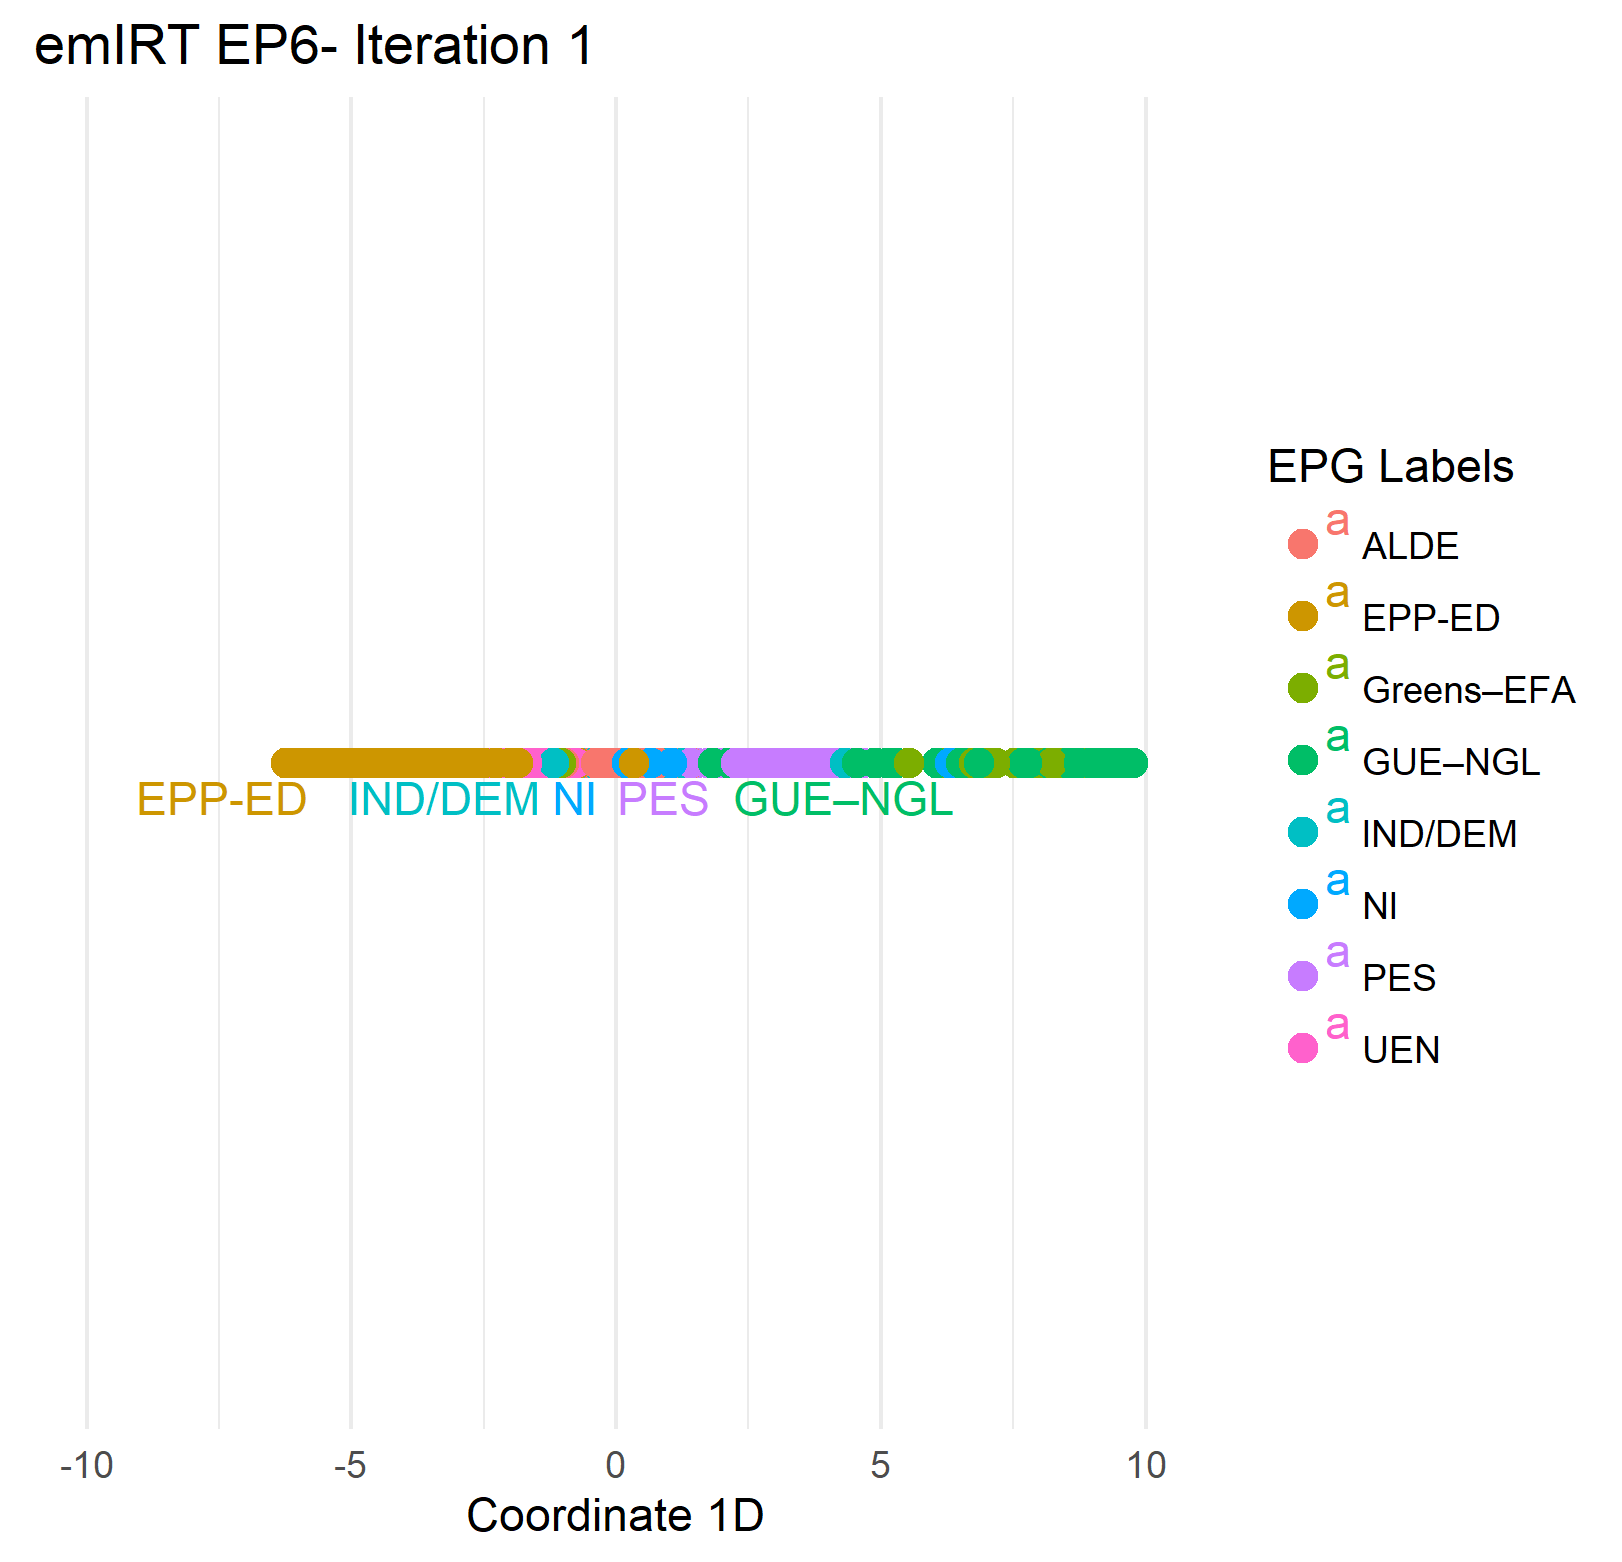 emIRT EP6- Iteration 1
EPP-ED IND/DEM NI PES GUE–NGL
-10 -5 0 5 10
Coordinate 1D
EPG Labels
a ALDE
a EPP-ED
a Greens–EFA
a GUE–NGL
a IND/DEM
a NI
a PES
a UEN